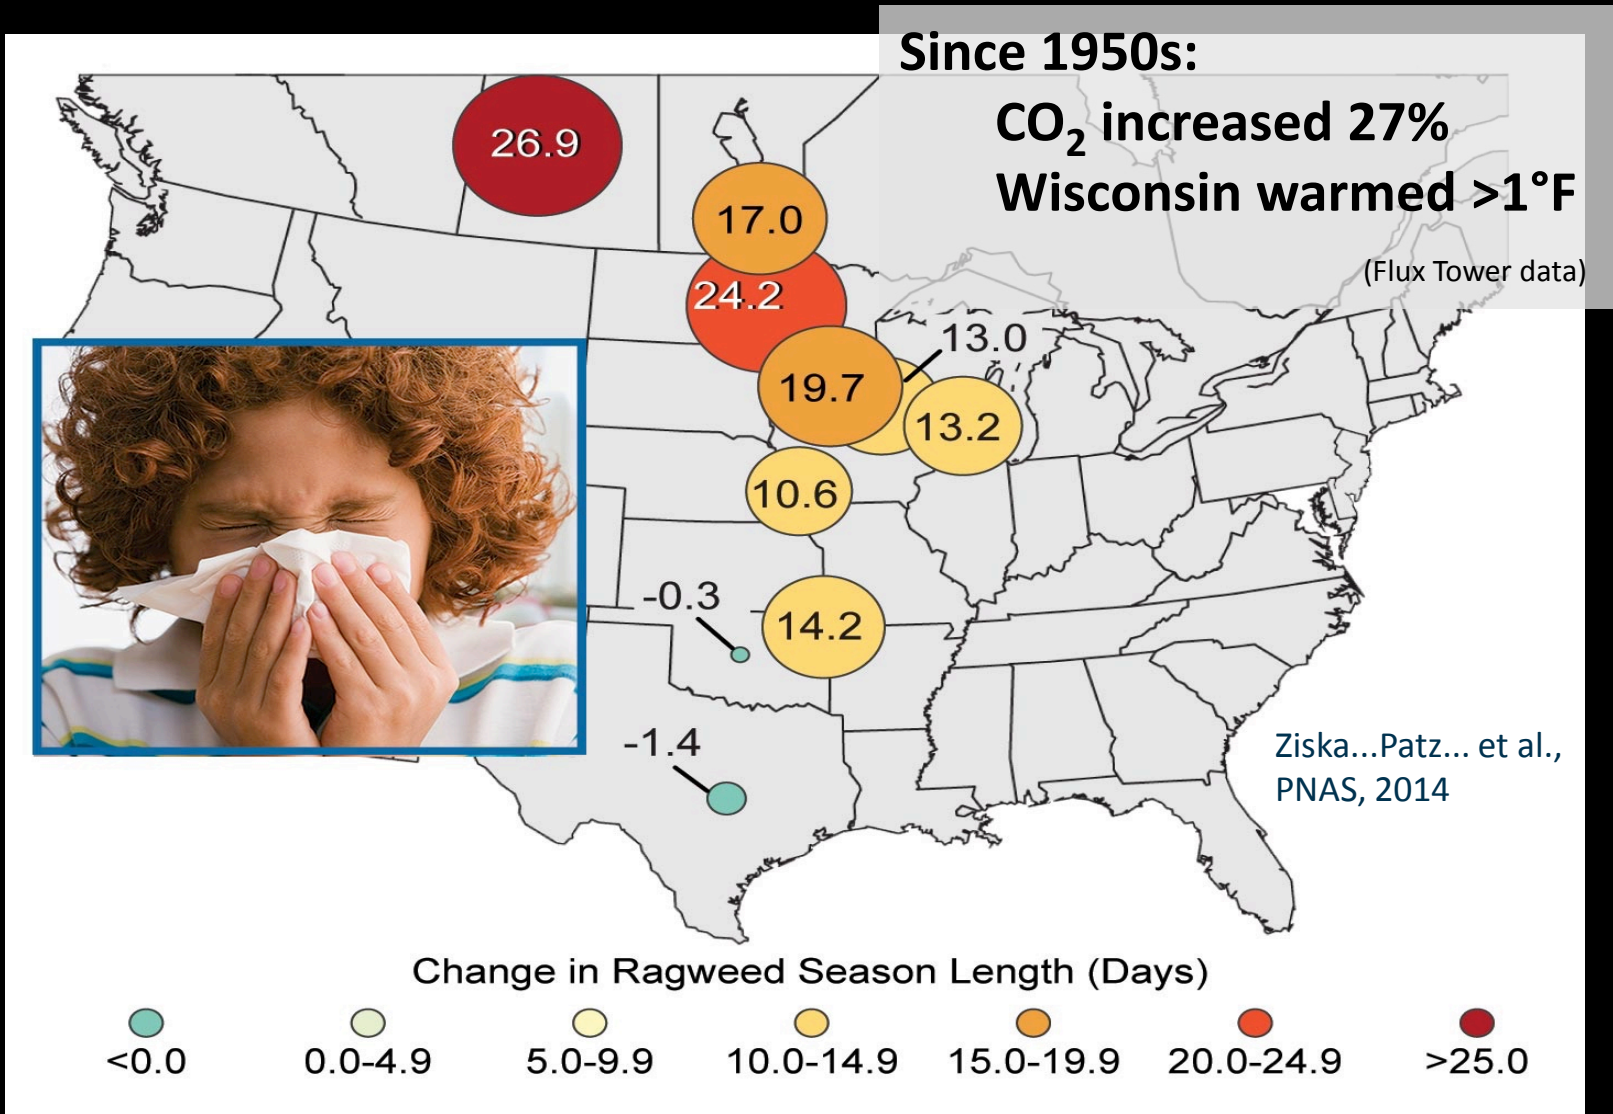 Since 1950s:
CO₂ increased 27%
Wisconsin warmed >1°F
(Flux Tower data)
26.9
17.0
24.2
13.0
19.7
13.2
10.6
-0.3
14.2
-1.4
Ziska...Patz... et al.,
PNAS, 2014
Change in Ragweed Season Length (Days)
<0.0 0.0-4.9 5.0-9.9 10.0-14.9 15.0-19.9 20.0-24.9 >25.0